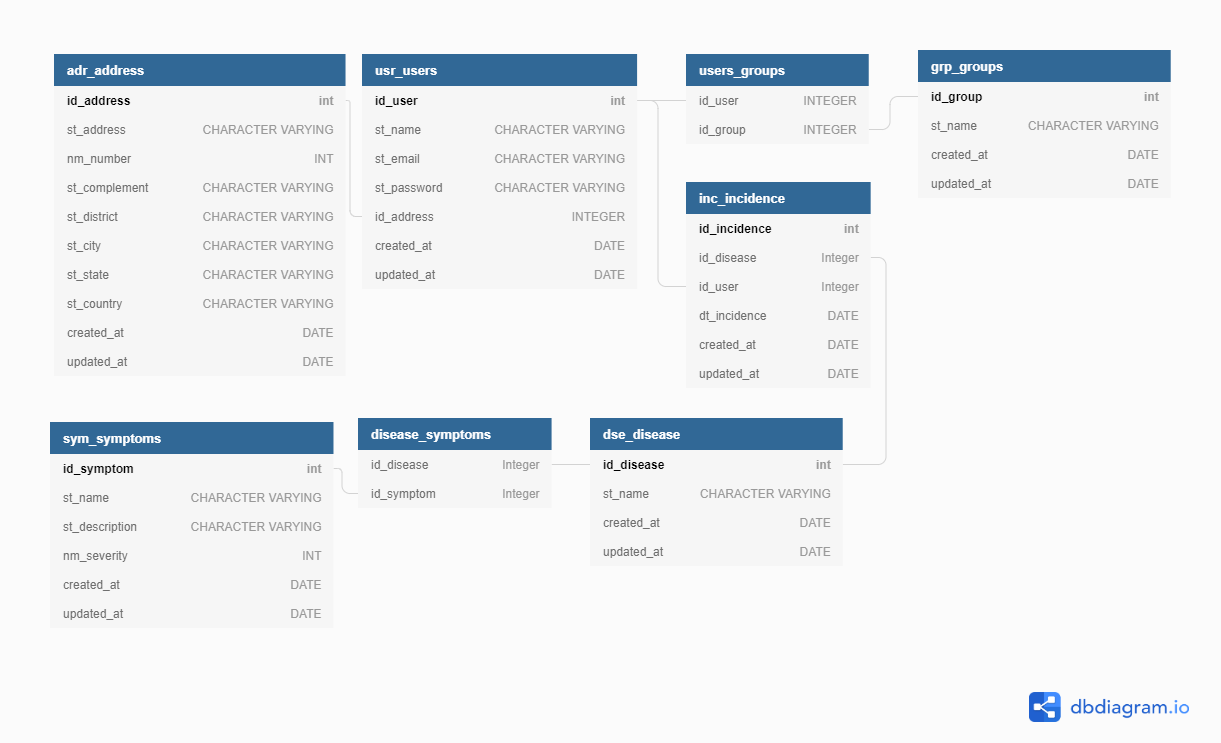 adr_address
id_address int
st_address CHARACTER VARYING
nm_number INT
st_complement CHARACTER VARYING
st_district CHARACTER VARYING
st_city CHARACTER VARYING
st_state CHARACTER VARYING
st_country CHARACTER VARYING
created_at DATE
updated_at DATE
usr_users
id_user int
st_name CHARACTER VARYING
st_email CHARACTER VARYING
st_password CHARACTER VARYING
id_address INTEGER
created_at DATE
updated_at DATE
users_groups
id_user INTEGER
id_group INTEGER
grp_groups
id_group int
st_name CHARACTER VARYING
created_at DATE
updated_at DATE
inc_incidence
id_incidence int
id_disease Integer
id_user Integer
dt_incidence DATE
created_at DATE
updated_at DATE
sym_symptoms
id_symptom int
st_name CHARACTER VARYING
st_description CHARACTER VARYING
nm_severity INT
created_at DATE
updated_at DATE
disease_symptoms
id_disease Integer
id_symptom Integer
dse_disease
id_disease int
st_name CHARACTER VARYING
created_at DATE
updated_at DATE
dbdiagram.io